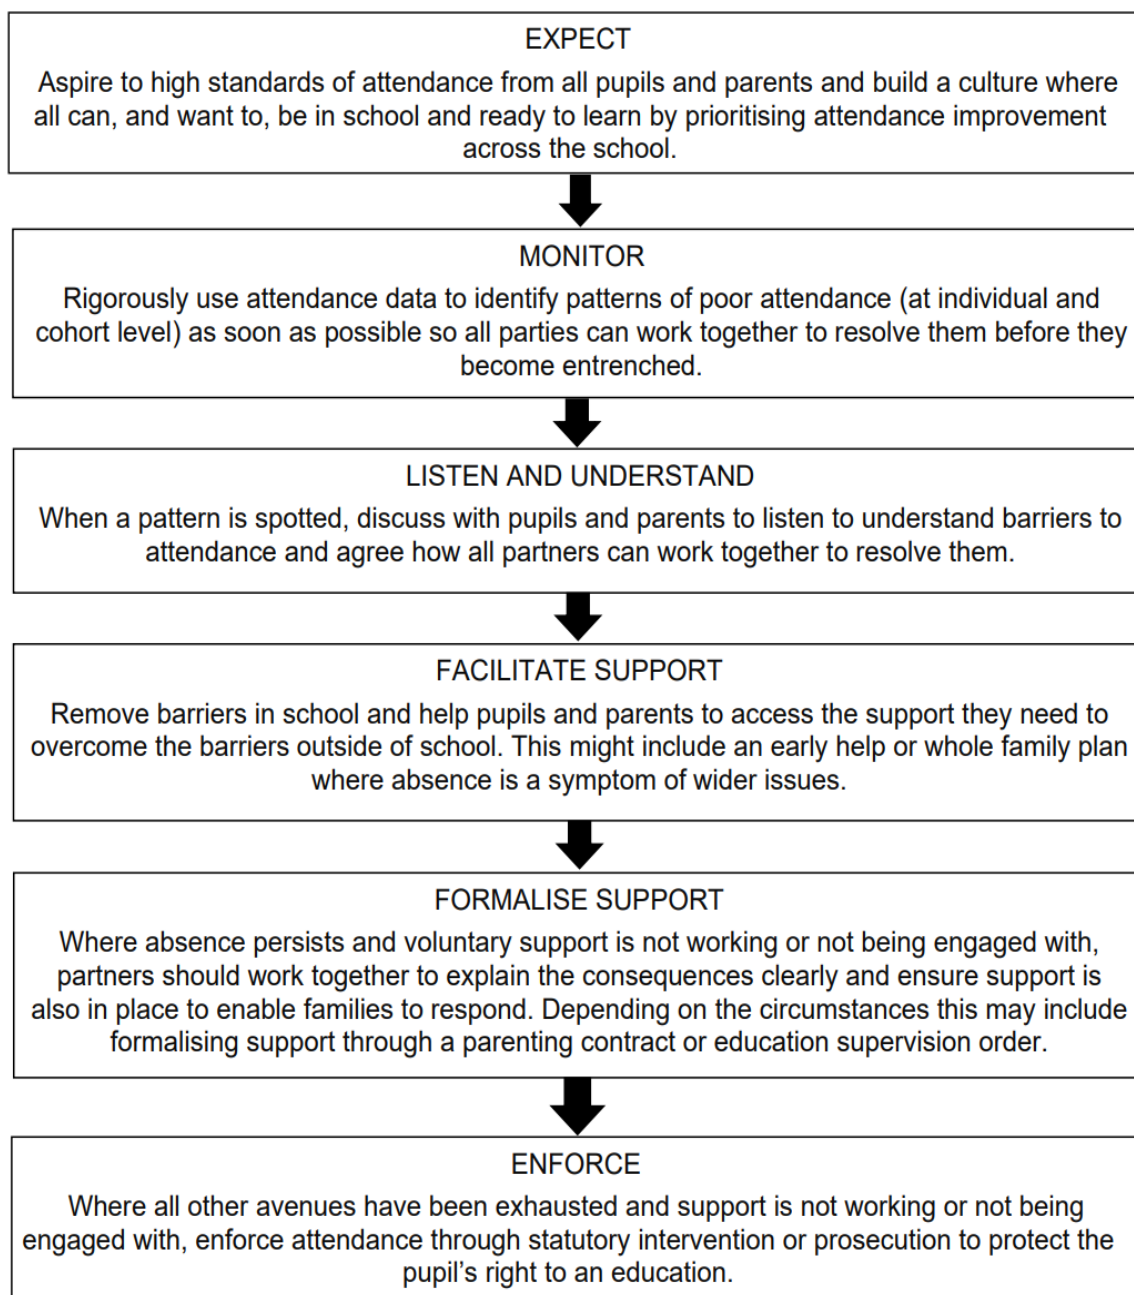 EXPECT
Aspire to high standards of attendance from all pupils and parents and build a culture where
all can, and want to, be in school and ready to learn by prioritising attendance improvement
across the school.
MONITOR
Rigorously use attendance data to identify patterns of poor attendance (at individual and
cohort level) as soon as possible so all parties can work together to resolve them before they
become entrenched.
LISTEN AND UNDERSTAND
When a pattern is spotted, discuss with pupils and parents to listen to understand barriers to
attendance and agree how all partners can work together to resolve them.
FACILITATE SUPPORT
Remove barriers in school and help pupils and parents to access the support they need to
overcome the barriers outside of school. This might include an early help or whole family plan
where absence is a symptom of wider issues.
FORMALISE SUPPORT
Where absence persists and voluntary support is not working or not being engaged with,
partners should work together to explain the consequences clearly and ensure support is
also in place to enable families to respond. Depending on the circumstances this may include
formalising support through a parenting contract or education supervision order.
ENFORCE
Where all other avenues have been exhausted and support is not working or not being
engaged with, enforce attendance through statutory intervention or prosecution to protect the
pupil's right to an education.